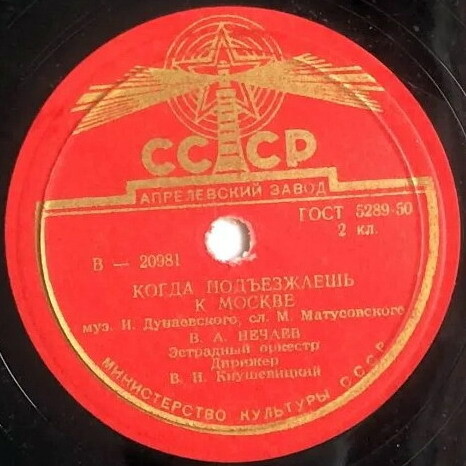 СССР
АПРЕЛЕВСКИЙ ЗАВОД
ГОСТ 5289-50
2 кл.
В — 20981
КОГДА ПОДЪЕЗЖАЕШЬ
К МОСКВЕ
муз. И. Дунаевского, сл. М. Матусовского
В. А. НЕЧАЕВ
Эстрадный оркестр
Дирижер
В. Н. Кнушевицкий
МИНИСТЕРСТВО КУЛЬТУРЫ СССР